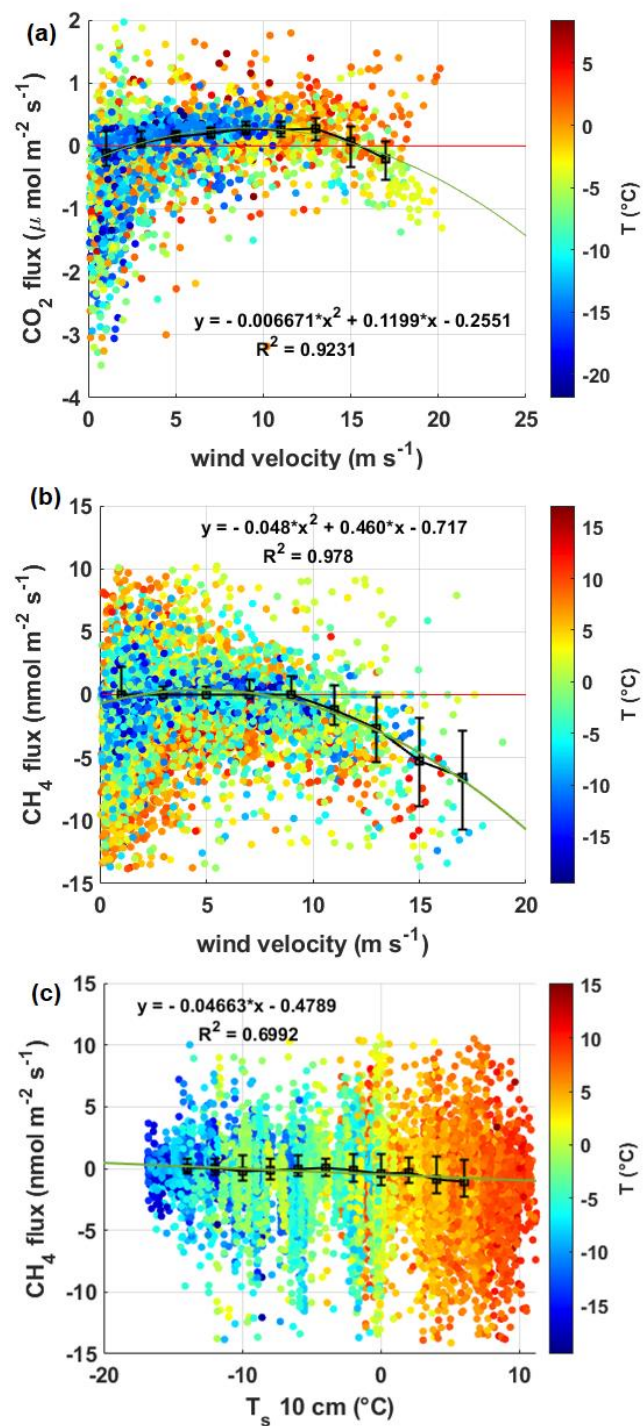 (a)
2
1
0
-1
-2
-3
-4
CO2 flux (μ mol m-2 s-1)
y = - 0.006671*x2 + 0.1199*x - 0.2551
R2 = 0.9231
0 5 10 15 20 25
wind velocity (m s-1)
5
0
-5
-10
-15
-20
T (°C)
(b)
15
10
5
0
-5
-10
-15
CH4 flux (nmol m-2 s-1)
y = - 0.048*x2 + 0.460*x - 0.717
R2 = 0.978
0 5 10 15 20
wind velocity (m s-1)
15
10
5
0
-5
-10
-15
T (°C)
(c)
15
10
5
0
-5
-10
-15
CH4 flux (nmol m-2 s-1)
y = - 0.04663*x - 0.4789
R2 = 0.6992
-20 -10 0 10
Ts 10 cm (°C)
15
10
5
0
-5
-10
-15
T (°C)